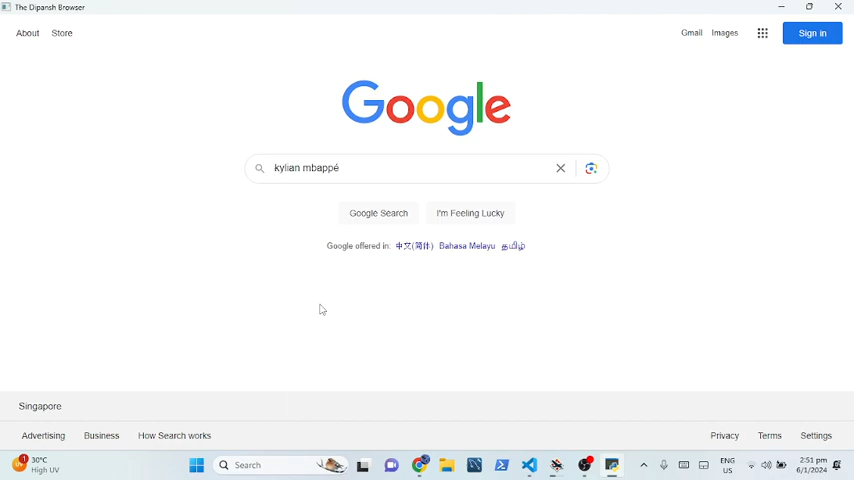 The Dipansh Browser
About Store Gmail Images Sign in
Google
kylian mbappé
Google Search I'm Feeling Lucky
Google offered in: 中文(简体) Bahasa Melayu தமிழ்
Singapore
Advertising Business How Search works Privacy Terms Settings
1 30°C Search ENG 2:51 pm
High UV US 6/1/2024